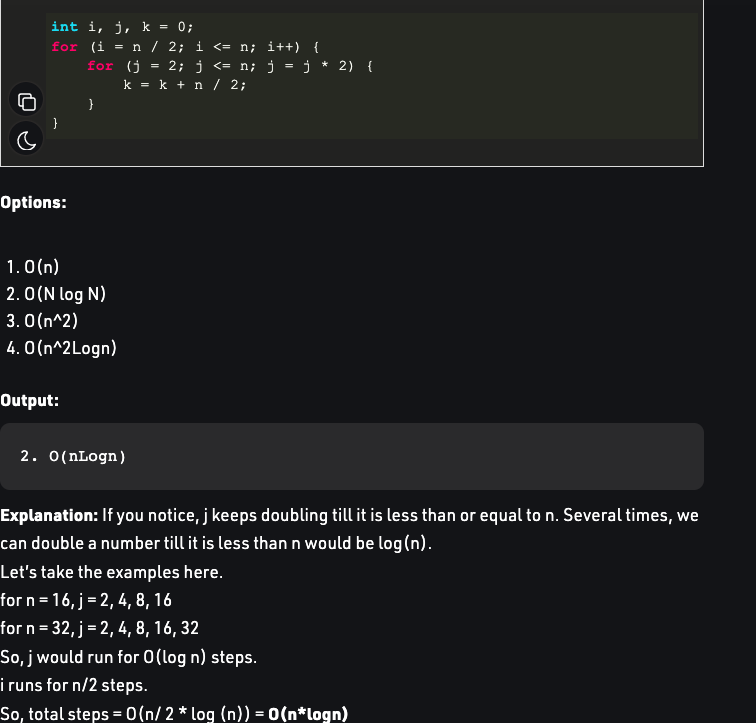 int i, j, k = 0;
for (i = n / 2; i <= n; i++) {
    for (j = 2; j <= n; j = j * 2) {
        k = k + n / 2;
    }
}
Options:
1. O(n)
2. O(N log N)
3. O(n^2)
4. O(n^2Logn)
Output:
2. O(nLogn)
Explanation: If you notice, j keeps doubling till it is less than or equal to n. Several times, we
can double a number till it is less than n would be log(n).
Let's take the examples here.
for n = 16, j = 2, 4, 8, 16
for n = 32, j = 2, 4, 8, 16, 32
So, j would run for O(log n) steps.
i runs for n/2 steps.
So, total steps = O(n/ 2 * log (n)) = O(n*logn)